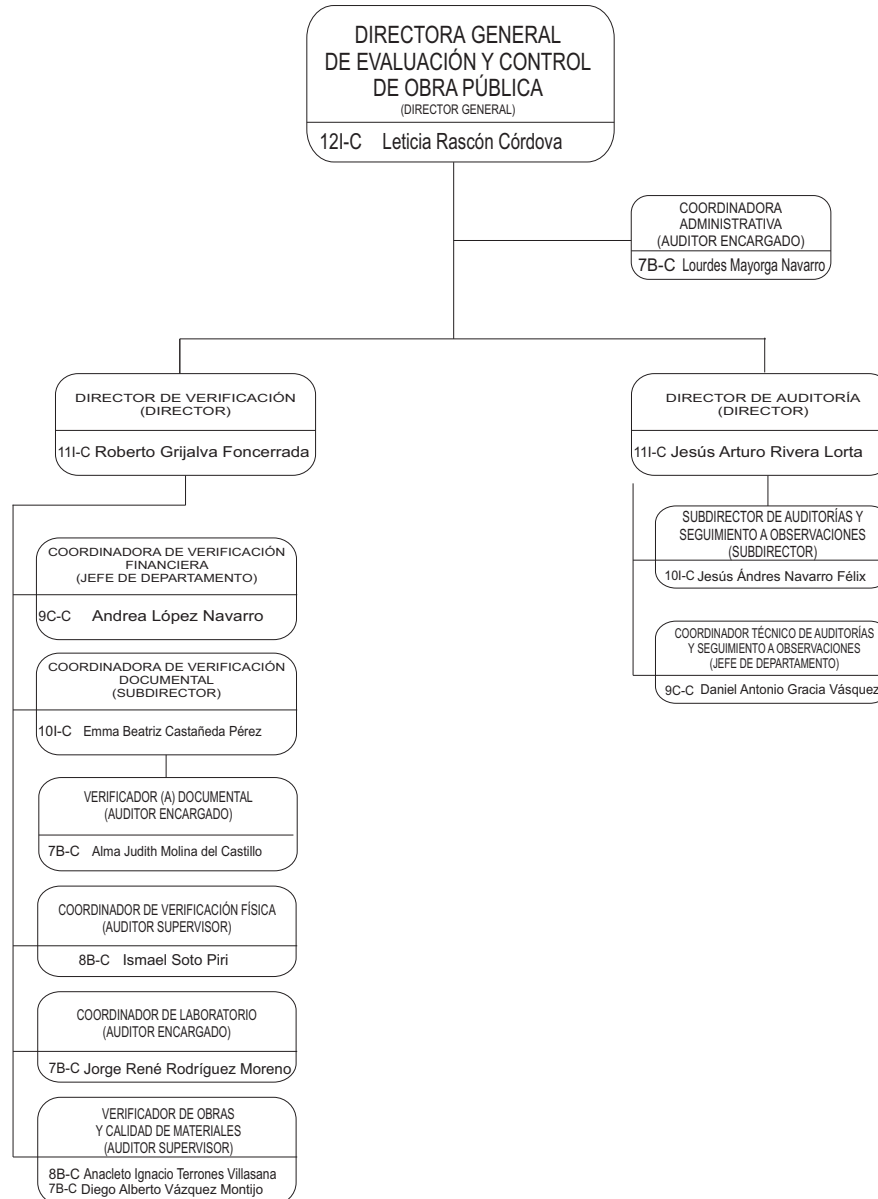 DIRECTORA GENERAL
DE EVALUACIÓN Y CONTROL
DE OBRA PÚBLICA
(DIRECTOR GENERAL)
12I-C Leticia Rascón Córdova
COORDINADORA
ADMINISTRATIVA
(AUDITOR ENCARGADO)
7B-C Lourdes Mayorga Navarro
DIRECTOR DE VERIFICACIÓN
(DIRECTOR)
11I-C Roberto Grijalva Foncerrada
COORDINADORA DE VERIFICACIÓN
FINANCIERA
(JEFE DE DEPARTAMENTO)
9C-C Andrea López Navarro
COORDINADORA DE VERIFICACIÓN
DOCUMENTAL
(SUBDIRECTOR)
10I-C Emma Beatriz Castañeda Pérez
VERIFICADOR (A) DOCUMENTAL
(AUDITOR ENCARGADO)
7B-C Alma Judith Molina del Castillo
COORDINADOR DE VERIFICACIÓN FÍSICA
(AUDITOR SUPERVISOR)
8B-C Ismael Soto Piri
COORDINADOR DE LABORATORIO
(AUDITOR ENCARGADO)
7B-C Jorge René Rodríguez Moreno
VERIFICADOR DE OBRAS
Y CALIDAD DE MATERIALES
(AUDITOR SUPERVISOR)
8B-C Anacleto Ignacio Terrones Villasana
7B-C Diego Alberto Vázquez Montijo
DIRECTOR DE AUDITORÍA
(DIRECTOR)
11I-C Jesús Arturo Rivera Lorta
SUBDIRECTOR DE AUDITORÍAS Y
SEGUIMIENTO A OBSERVACIONES
(SUBDIRECTOR)
10I-C Jesús Ándres Navarro Félix
COORDINADOR TÉCNICO DE AUDITORÍAS
Y SEGUIMIENTO A OBSERVACIONES
(JEFE DE DEPARTAMENTO)
9C-C Daniel Antonio Gracia Vásquez